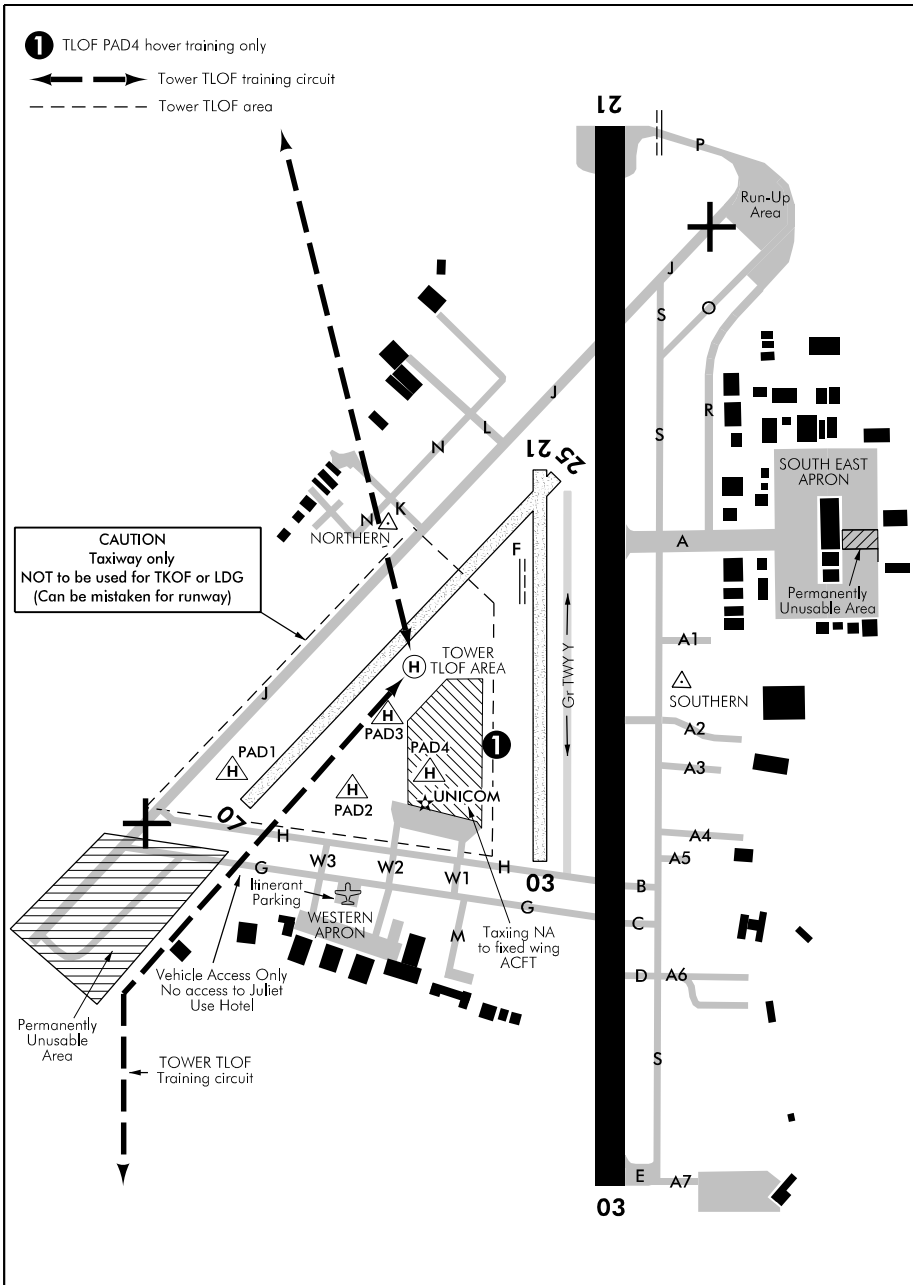 1 TLOF PAD4 hover training only
Tower TLOF training circuit
Tower TLOF area
21
P
Run-Up
Area
J
S
O
J
L
N
S
R
21
25
SOUTH EAST
APRON
K
N
NORTHERN
CAUTION
Taxiway only
NOT to be used for TKOF or LDG
(Can be mistaken for runway)
F
A
Permanently
Unusable Area
A1
TOWER
TLOF AREA
H
Gr TWY Y
SOUTHERN
J
H
PAD3
A2
1
PAD1
H
PAD4
H
A3
H
PAD2
UNICOM
07
H
A4
W3
W2
W1
H
A5
G
03
B
Itinerant
Parking
G
WESTERN
APRON
M
C
Taxiing NA
to fixed wing
ACFT
Vehicle Access Only
No access to Juliet
Use Hotel
D
A6
Permanently
Unusable
Area
TOWER TLOF
Training circuit
S
E
A7
03